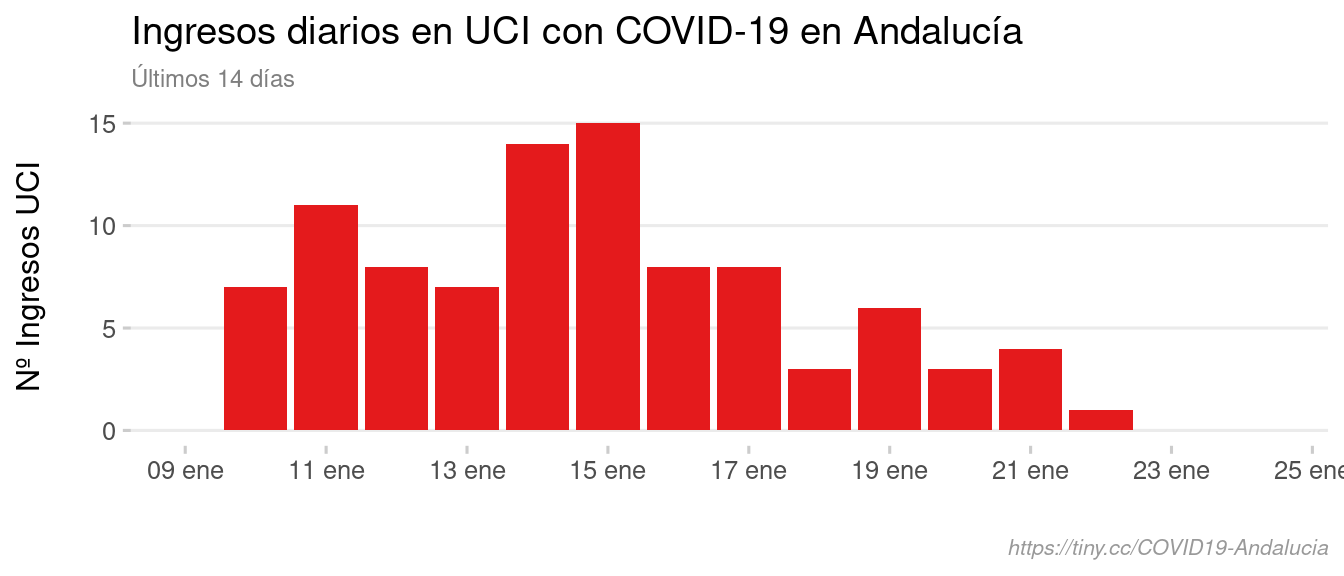 Ingresos diarios en UCI con COVID-19 en Andalucía
Últimos 14 días
Nº Ingresos UCI
15
10
5
0
09 ene 11 ene 13 ene 15 ene 17 ene 19 ene 21 ene 23 ene 25 ene
https://tiny.cc/COVID19-Andalucia